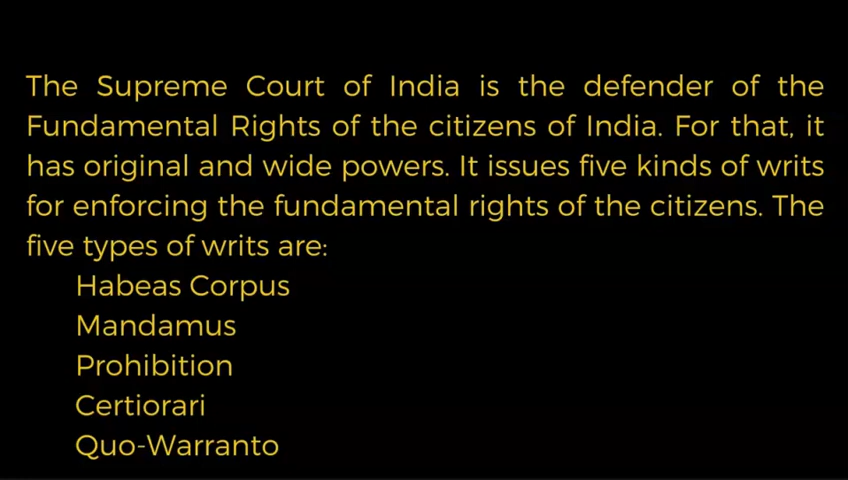 The Supreme Court of India is the defender of the
Fundamental Rights of the citizens of India. For that, it
has original and wide powers. It issues five kinds of writs
for enforcing the fundamental rights of the citizens. The
five types of writs are:
Habeas Corpus
Mandamus
Prohibition
Certiorari
Quo-Warranto